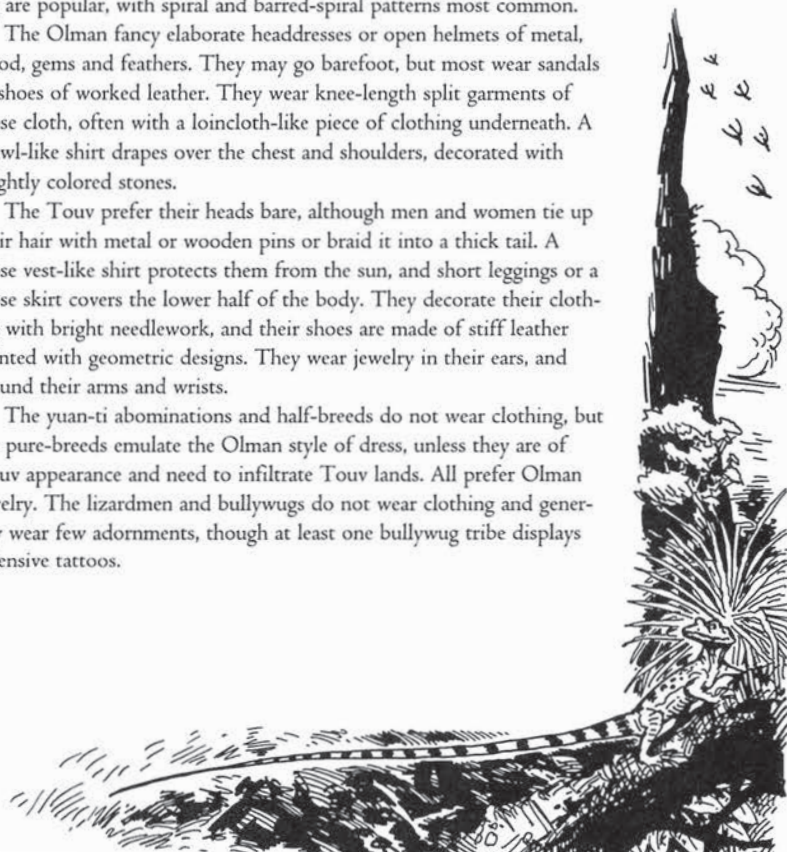 are popular, with spiral and barred-spiral patterns most common.
The Olman fancy elaborate headdresses or open helmets of metal,
od, gems and feathers. They may go barefoot, but most wear sandals
shoes of worked leather. They wear knee-length split garments of
se cloth, often with a loincloth-like piece of clothing underneath. A
wl-like shirt drapes over the chest and shoulders, decorated with
ghtly colored stones.
The Touv prefer their heads bare, although men and women tie up
ir hair with metal or wooden pins or braid it into a thick tail. A
se vest-like shirt protects them from the sun, and short leggings or a
se skirt covers the lower half of the body. They decorate their cloth-
with bright needlework, and their shoes are made of stiff leather
nted with geometric designs. They wear jewelry in their ears, and
und their arms and wrists.
The yuan-ti abominations and half-breeds do not wear clothing, but
pure-breeds emulate the Olman style of dress, unless they are of
uv appearance and need to infiltrate Touv lands. All prefer Olman
elry. The lizardmen and bullywugs do not wear clothing and gener-
wear few adornments, though at least one bullywug tribe displays
ensive tattoos.